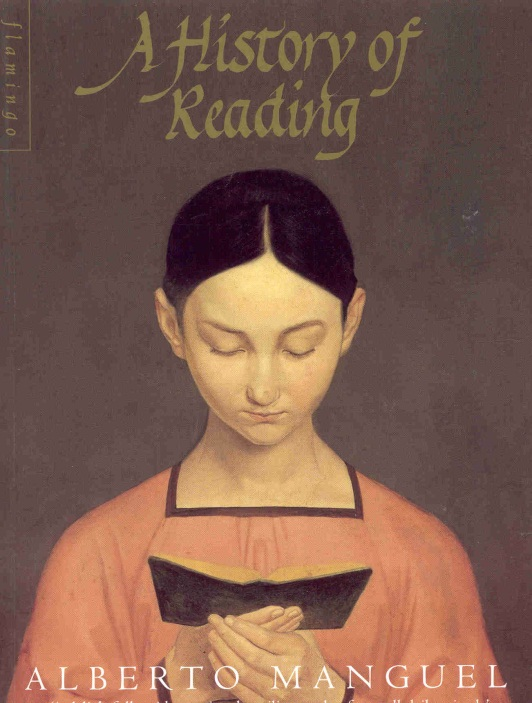 flamingo
A History of
Reading
ALBERTO MANGUEL